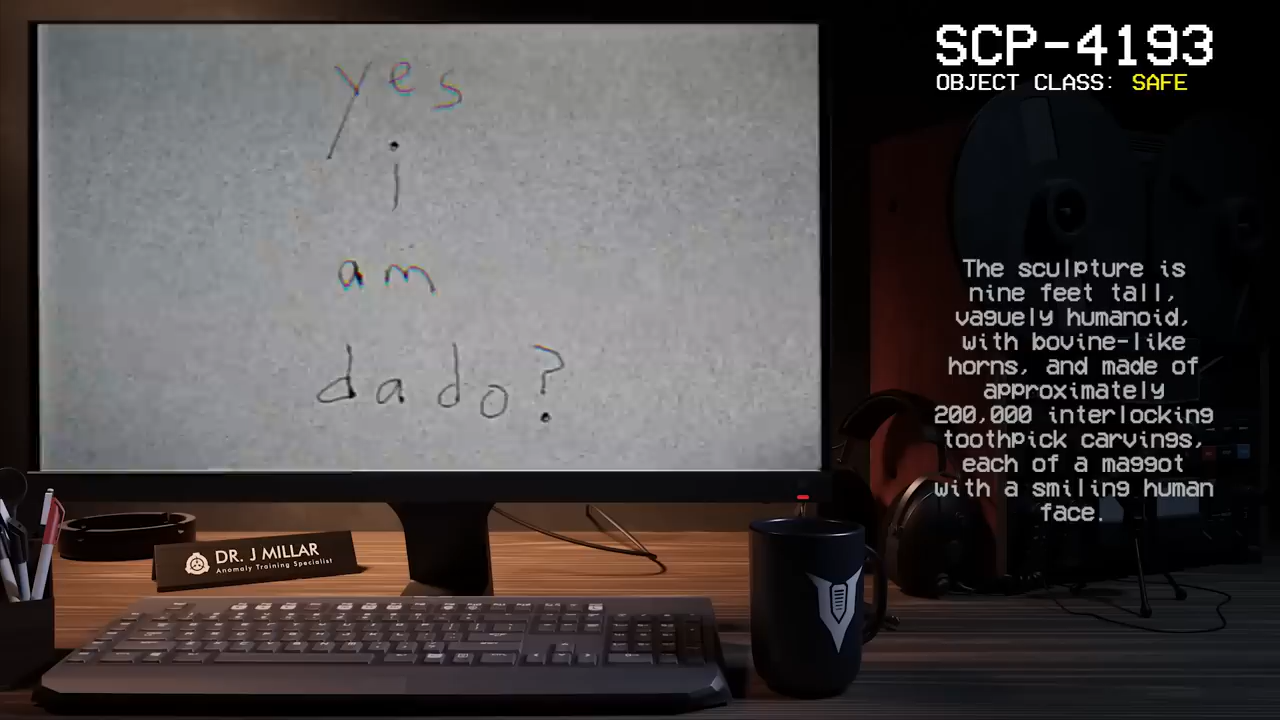 yes
i
am
dado?
SCP-4193
OBJECT CLASS: SAFE
The sculpture is
nine feet tall,
vaguely humanoid,
with bovine-like
horns, and made of
approximately
200,000 interlocking
toothpick carvings,
each of a maggot
with a smiling human
face.
DR. J MILLAR
Anomaly Training Specialist